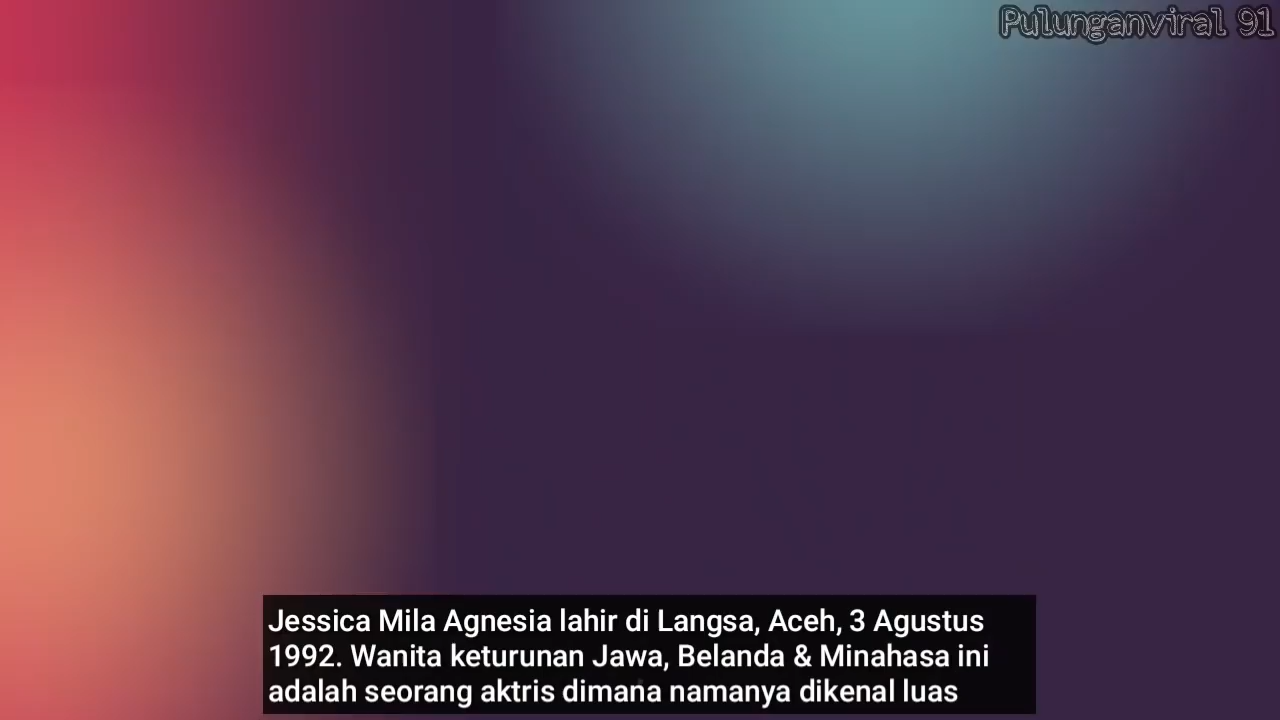 Pulunganviral 91
Jessica Mila Agnesia lahir di Langsa, Aceh, 3 Agustus
1992. Wanita keturunan Jawa, Belanda & Minahasa ini
adalah seorang aktris dimana namanya dikenal luas